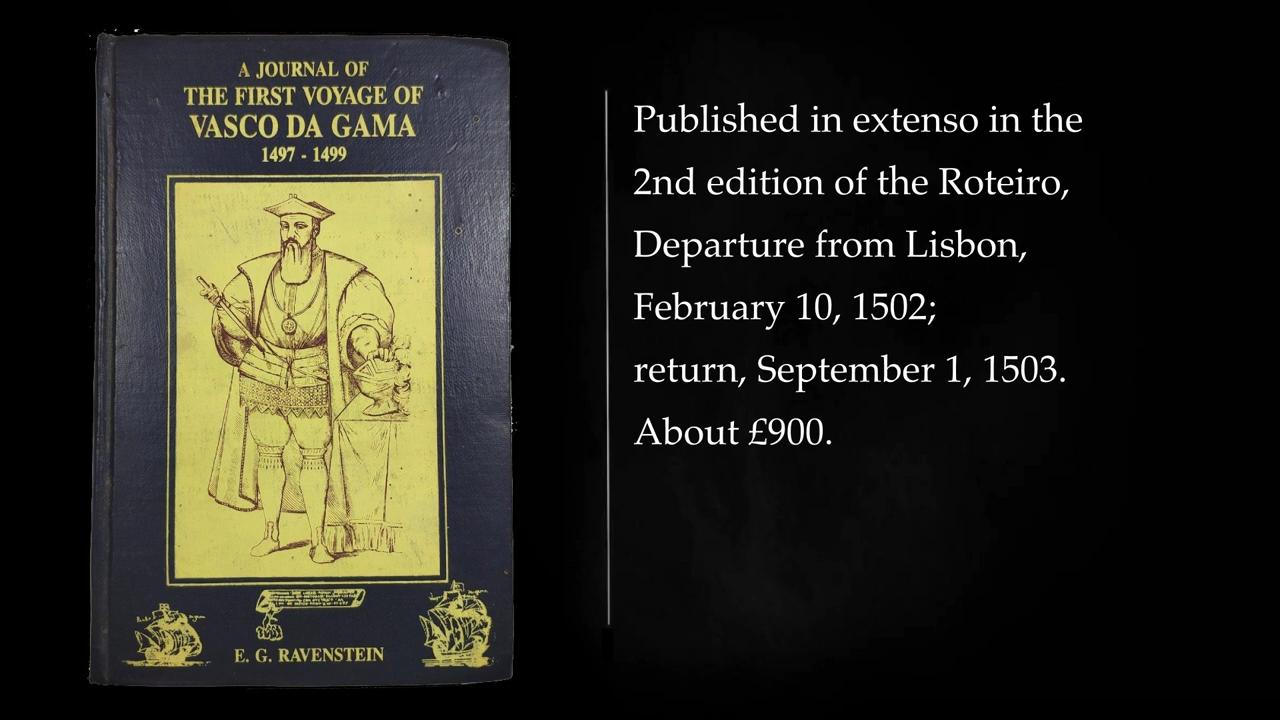 A JOURNAL OF
THE FIRST VOYAGE OF
VASCO DA GAMA
1497 - 1499
E. G. RAVENSTEIN
Published in extenso in the
2nd edition of the Roteiro,
Departure from Lisbon,
February 10, 1502;
return, September 1, 1503.
About £900.